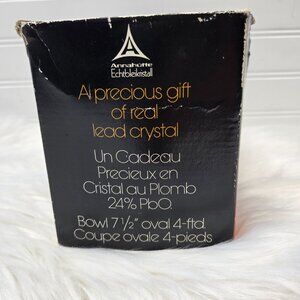 Annahütte
Echtbleikristall
A precious gift
of real
lead crystal
Un Cadeau
Precieux en
Cristal au Plomb
24% PbO.
Bowl 7 1/2" oval 4-ftd.
Coupe ovale 4-pieds